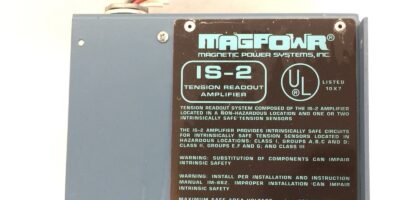 MAGPOWR
MAGNETIC POWER SYSTEMS, INC.
IS-2
TENSION READOUT
AMPLIFIER
UL
LISTED
10X7
TENSION READOUT SYSTEM COMPOSED OF THE IS-2 AMPLIFIER
LOCATED IN A NON-HAZARDOUS LOCATION AND ONE OR TWO
INTRINSICALLY SAFE TENSION SENSORS
THE IS-2 AMPLIFIER PROVIDES INTRINSICALLY SAFE CIRCUITS
FOR INTRINSICALLY SAFE TENSION SENSORS LOCATED IN
HAZARDOUS LOCATIONS: CLASS I, GROUPS A,B,C AND D;
CLASS II, GROUPS E,F AND G; AND CLASS III
WARNING: SUBSTITUTION OF COMPONENTS CAN IMPAIR
INTRINSIC SAFETY
WARNING: INSTALL PER INSTALLATION AND INSTRUCTION
MANUAL IM-662 IMPROPER INSTALLATION CAN IMPAIR
INTRINSIC SAFETY